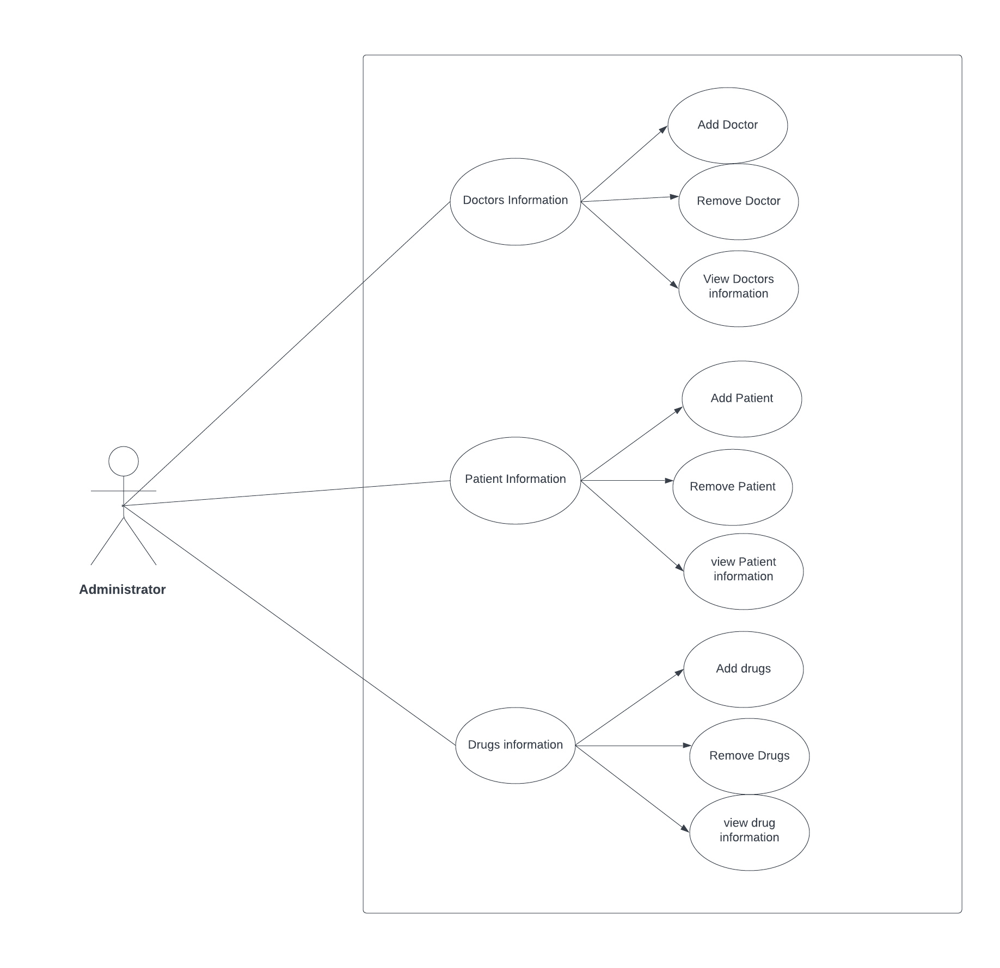 Add Doctor
Doctors Information
Remove Doctor
View Doctors
information
Add Patient
Patient Information
Remove Patient
view Patient
information
Administrator
Add drugs
Drugs information
Remove Drugs
view drug
information